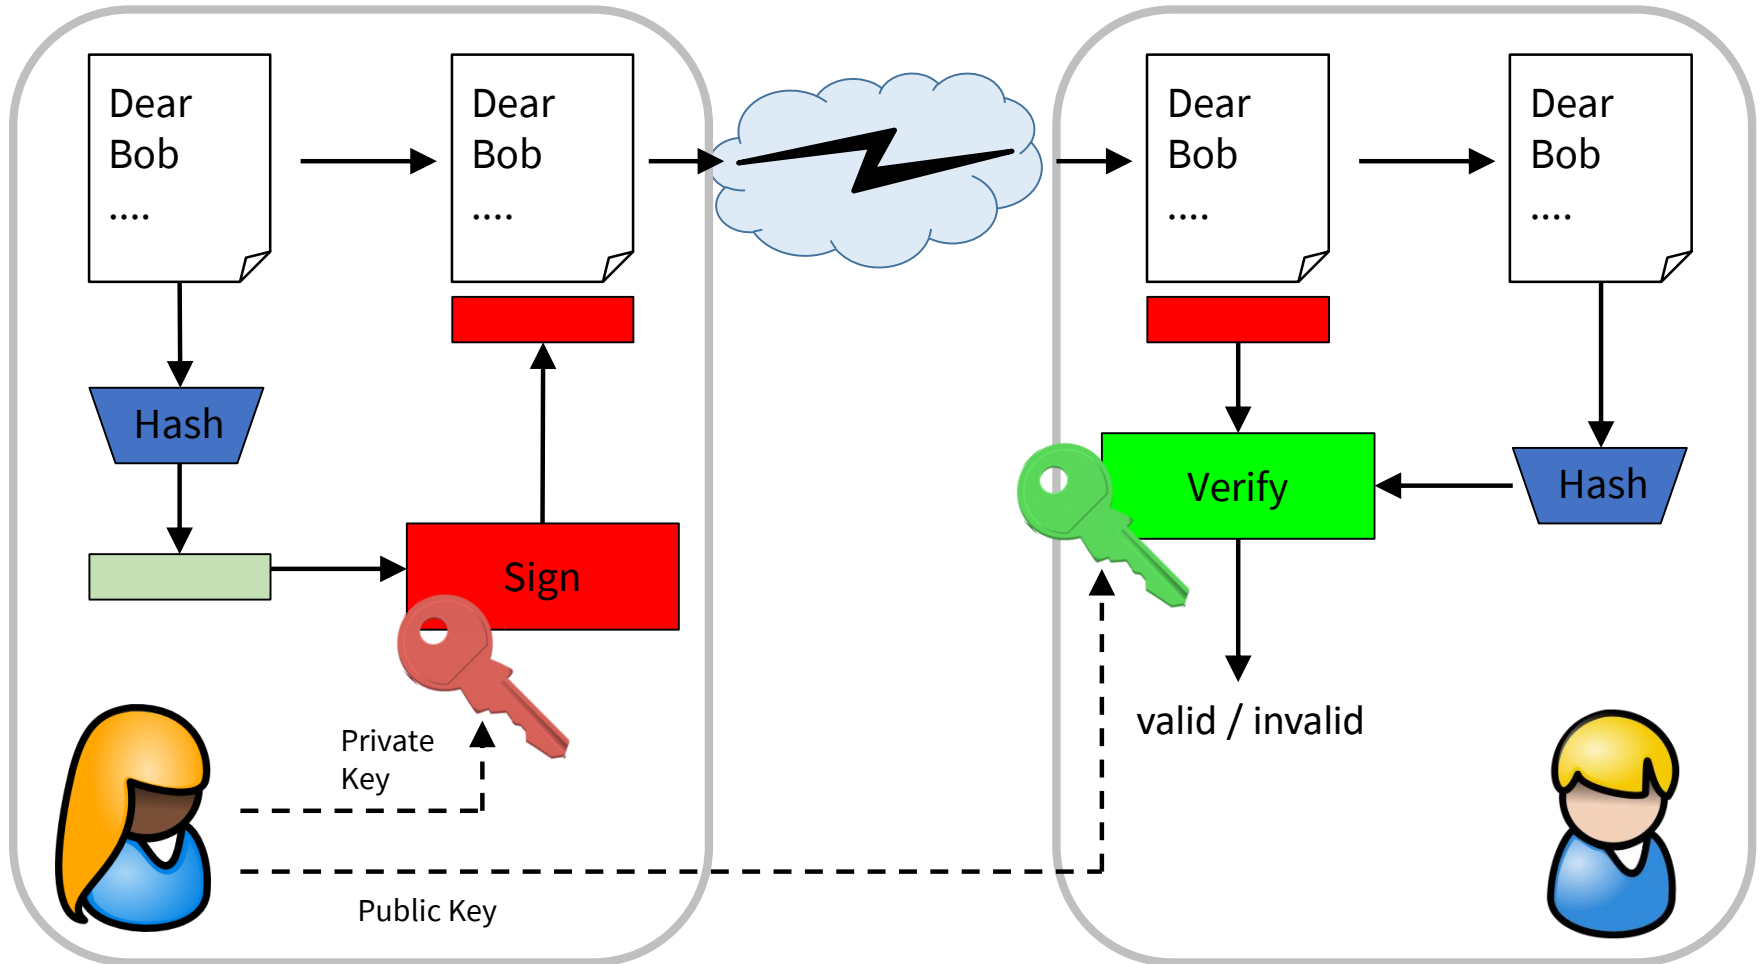 Dear
Bob
....
Dear
Bob
....
Dear
Bob
....
Dear
Bob
....
Hash
Sign
Verify
Hash
valid / invalid
Private
Key
Public Key